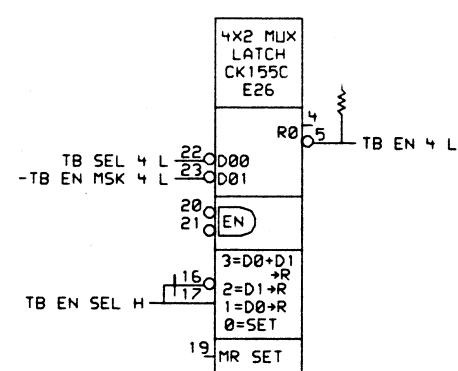 4X2 MUX
LATCH
CK155C
E26
4
R0
5
TB EN 4 L
TB SEL 4 L
22
D00
-TB EN MSK 4 L
23
D01
20
21
EN
3=D0+D1
→R
16
2=D1→R
17
TB EN SEL H
1=D0→R
0=SET
19
MR SET